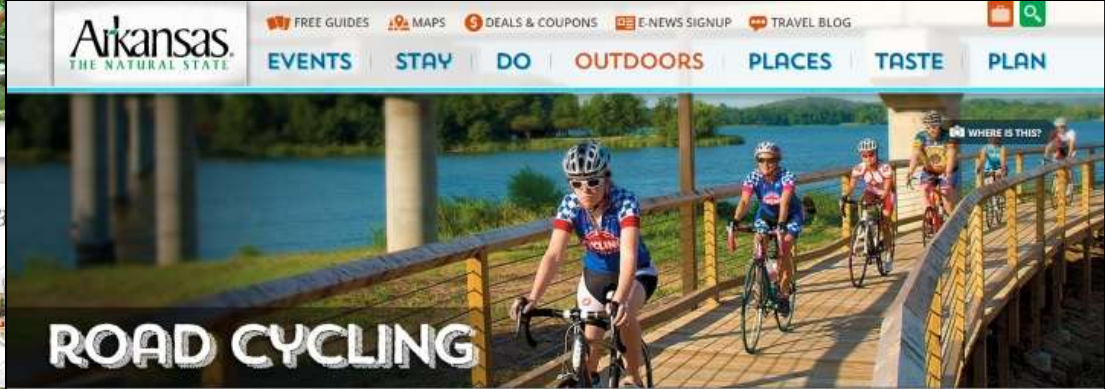 Arkansas.
THE NATURAL STATE
FREE GUIDES MAPS DEALS & COUPONS E-NEWS SIGNUP TRAVEL BLOG
EVENTS STAY DO OUTDOORS PLACES TASTE PLAN
WHERE IS THIS?
CYCLING
ROAD CYCLING